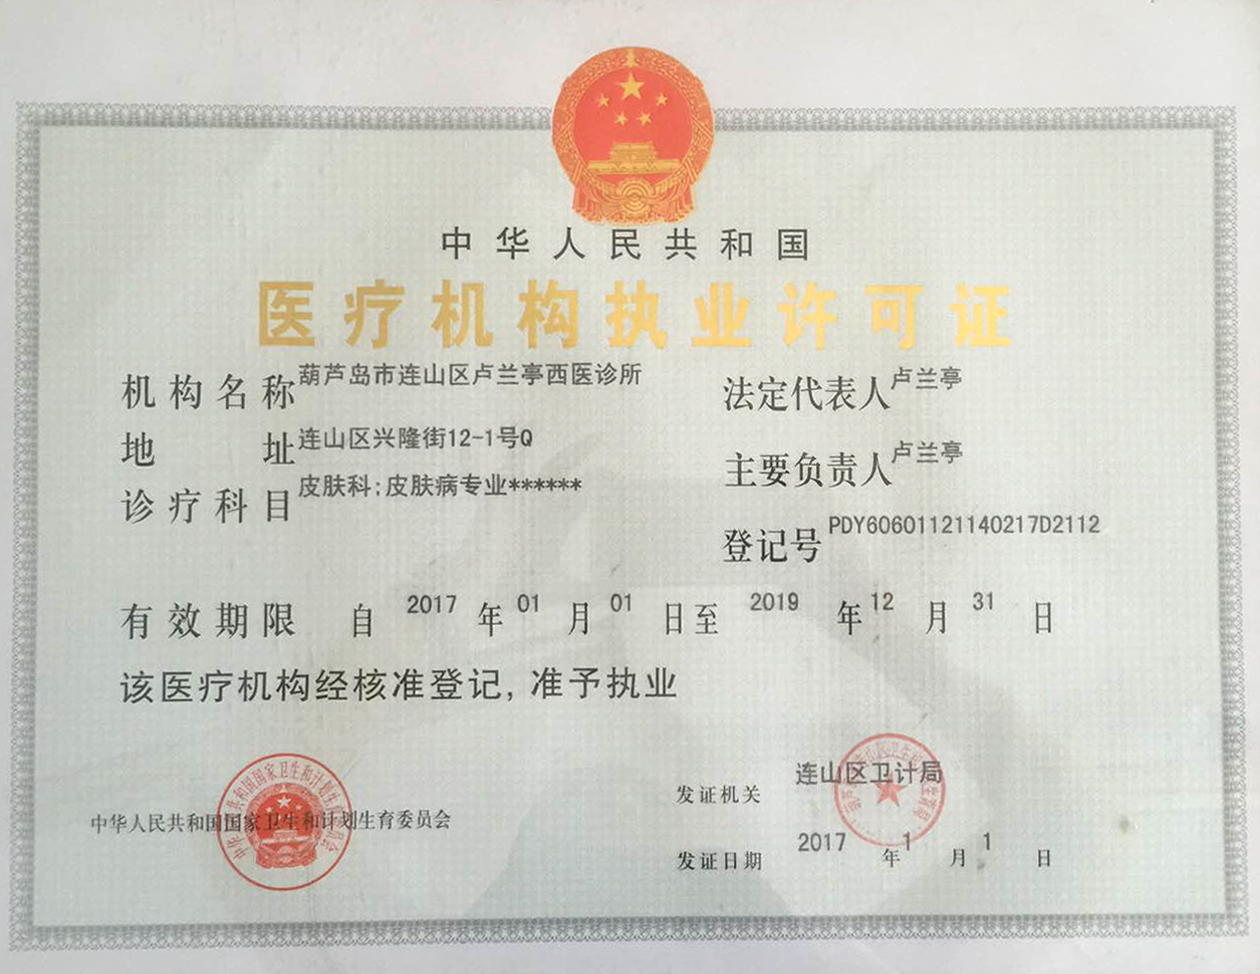 中华人民共和国
医疗机构执业许可证
机构名称 葫芦岛市连山区卢兰亭西医诊所
法定代表人 卢兰亭
地址 连山区兴隆街12-1号Q
主要负责人 卢兰亭
诊疗科目 皮肤科;皮肤病专业******
登记号 PDY60601121140217D2112
有效期限 自 2017 年 01 月 01 日至 2019 年 12 月 31 日
该医疗机构经核准登记, 准予执业
中华人民共和国国家卫生和计划生育委员会
发证机关 连山区卫计局
发证日期 2017 年 1 月 1 日